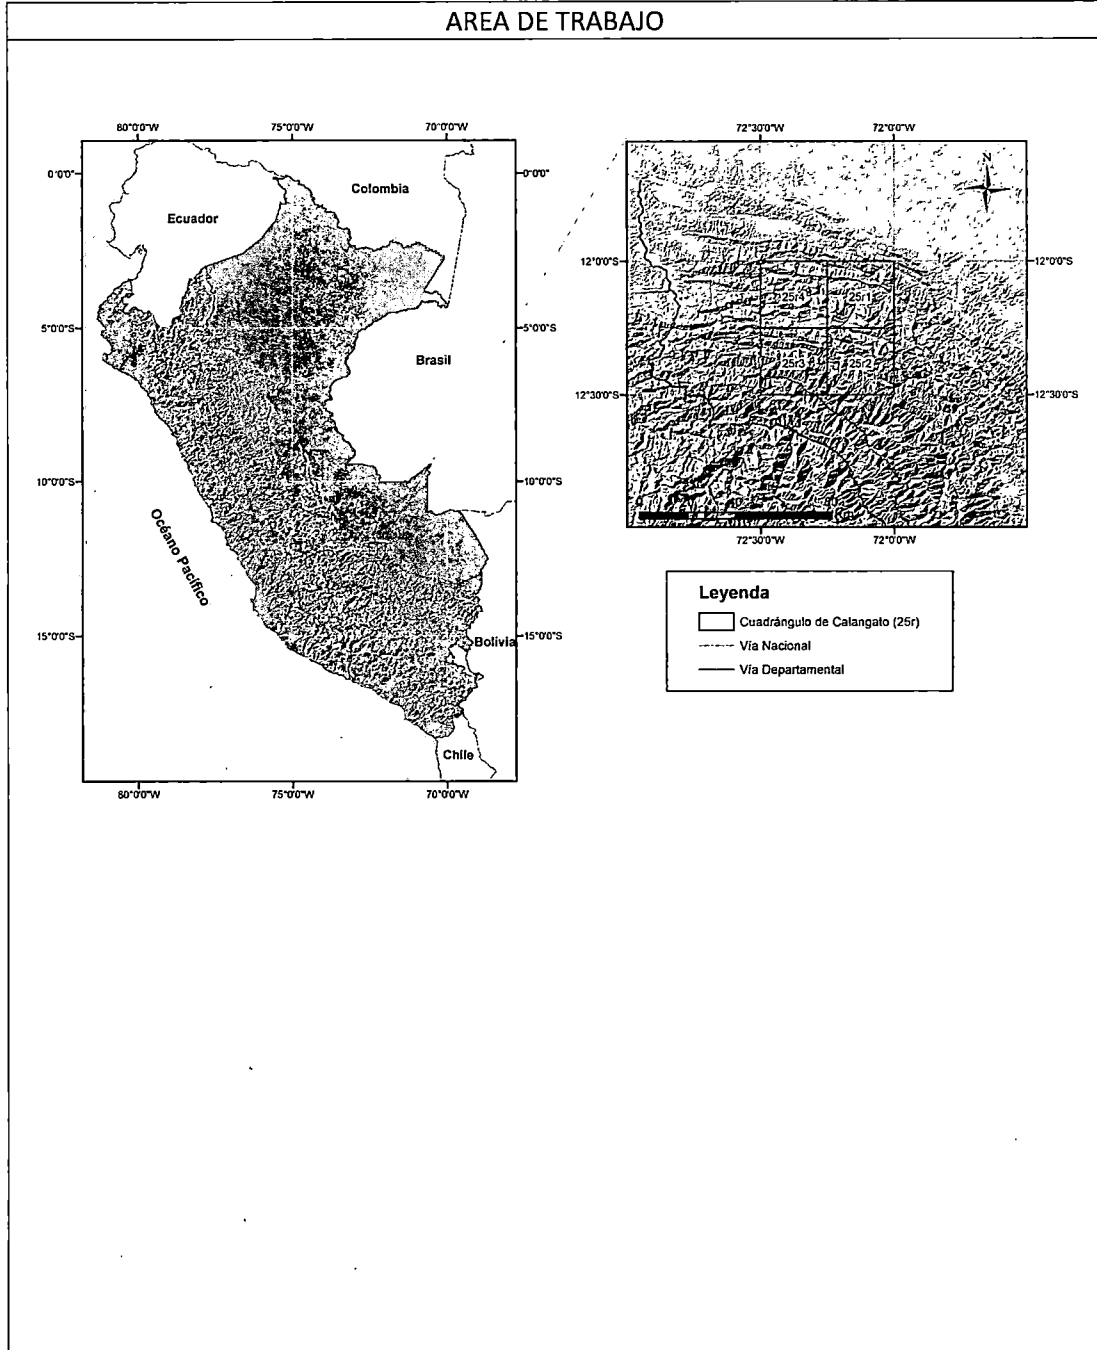 AREA DE TRABAJO
80°0'0"W 75°0'0"W 70°0'0"W
0°0'0" 0°0'0"
Colombia
Ecuador
5°0'0"S 5°0'0"S
Brasil
10°0'0"S 10°0'0"S
Océano Pacífico
15°0'0"S 15°0'0"S
Bolivia
Chile
80°0'0"W 75°0'0"W 70°0'0"W
72°30'0"W 72°0'0"W
N
12°0'0"S 12°0'0"S
25r4 25r1
25r3 25r2
12°30'0"S 12°30'0"S
72°30'0"W 72°0'0"W
Leyenda
Cuadrángulo de Calangato (25r)
Vía Nacional
Vía Departamental